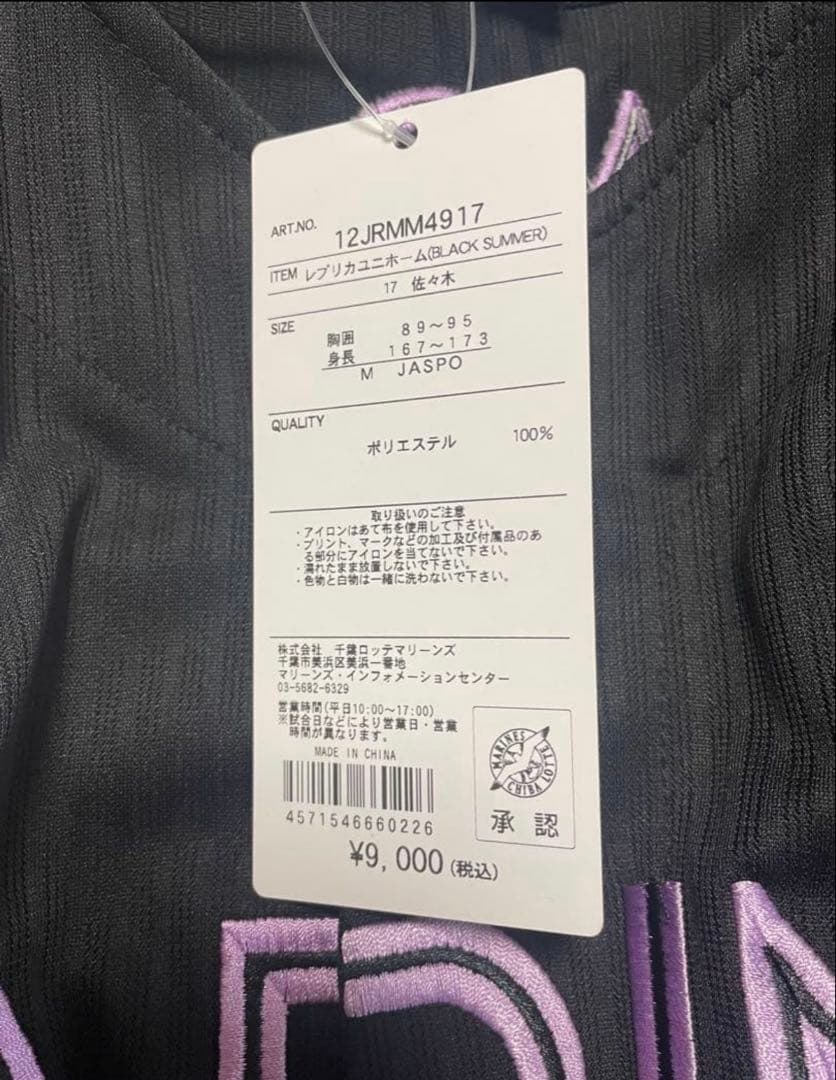 ART.NO. 12JRMM4917
ITEM レプリカユニホーム(BLACK SUMMER)
17 佐々木
SIZE
胸囲 89～95
身長 167～173
M JASPO
QUALITY
ポリエステル 100%
取り扱いのご注意
・アイロンはあて布を使用して下さい。
・プリント、マークなどの加工及び付属品のあ
る部分にアイロンを当てないで下さい。
・濡れたまま放置しないで下さい。
・色物と白物は一緒に洗わないで下さい。
株式会社 千葉ロッテマリーンズ
千葉市美浜区美浜一番地
マリーンズ・インフォメーションセンター
03-5682-6329
営業時間(平日10:00～17:00)
※試合日などにより営業日・営業
時間が異なります。
MADE IN CHINA
4571546660226
¥9,000(税込)
MARINES
CHIBA LOTTE
承認